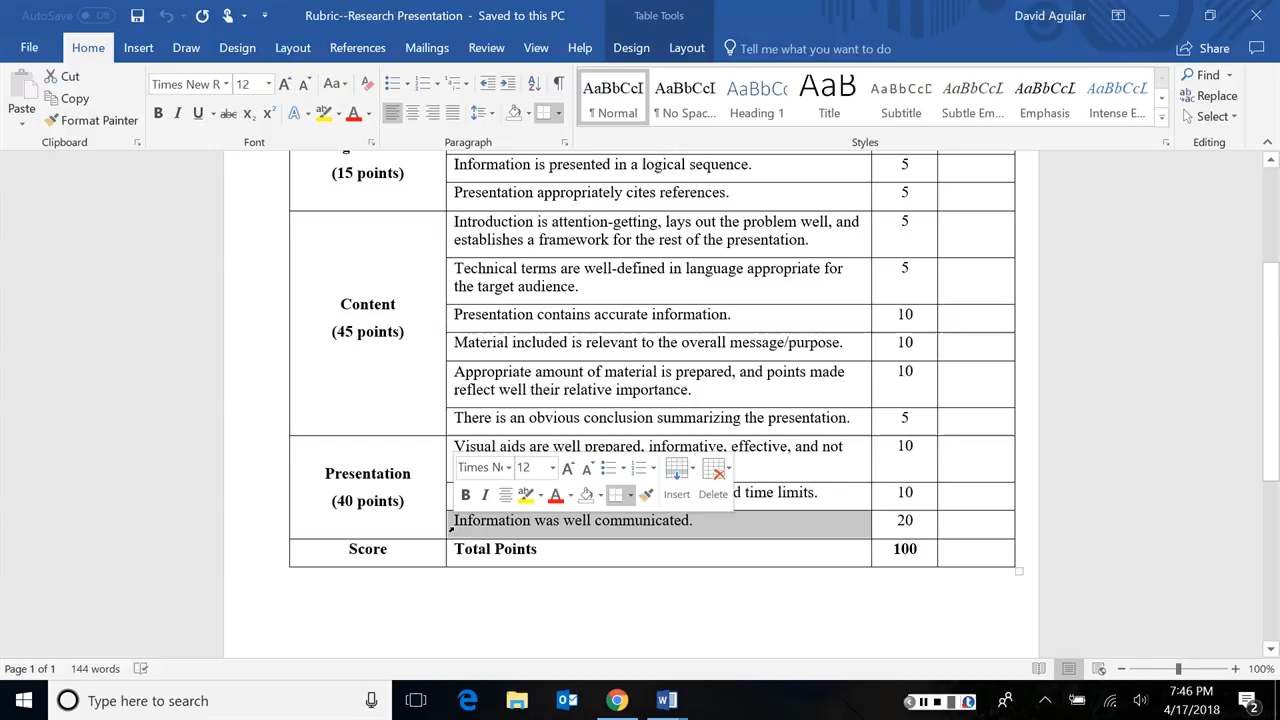 AutoSave Off
Rubric--Research Presentation - Saved to this PC
Table Tools
David Aguilar
File Home Insert Draw Design Layout References Mailings Review View Help Design Layout Tell me what you want to do Share
Paste
Cut
Copy
Format Painter
Clipboard
Times New R 12
Font
Paragraph
AaBbCcI AaBbCcI AaBbCc AaB AaBbCcD AaBbCcD AaBbCcD AaBbCcD
¶ Normal ¶ No Spac... Heading 1 Title Subtitle Subtle Em... Emphasis Intense E...
Styles
Find
Replace
Select
Editing
(15 points)
Information is presented in a logical sequence. 5
Presentation appropriately cites references. 5
Content
(45 points)
Introduction is attention-getting, lays out the problem well, and 5
establishes a framework for the rest of the presentation.
Technical terms are well-defined in language appropriate for 5
the target audience.
Presentation contains accurate information. 10
Material included is relevant to the overall message/purpose. 10
Appropriate amount of material is prepared, and points made 10
reflect well their relative importance.
There is an obvious conclusion summarizing the presentation. 5
Presentation
(40 points)
Visual aids are well prepared, informative, effective, and not 10
d time limits. 10
Information was well communicated. 20
Score Total Points 100
Times Ne 12
Insert Delete
Page 1 of 1 144 words
100%
Type here to search
7:46 PM
4/17/2018
2